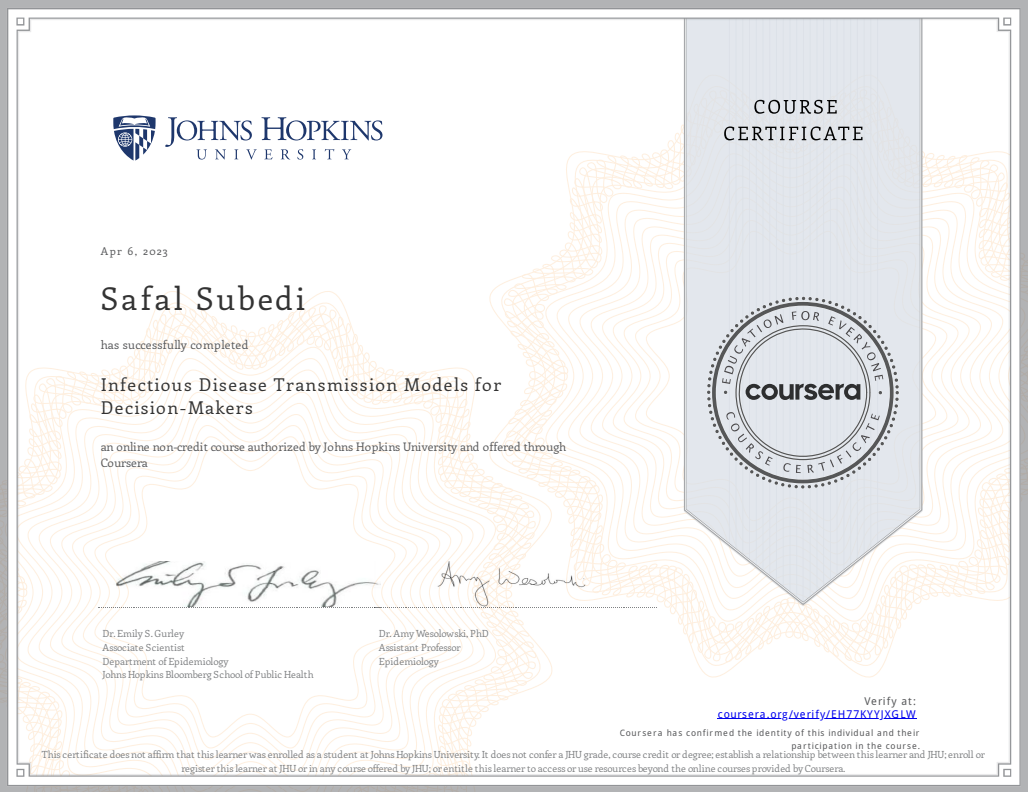 COURSE
CERTIFICATE
JOHNS HOPKINS
UNIVERSITY
Apr 6, 2023
Safal Subedi
has successfully completed
Infectious Disease Transmission Models for
Decision-Makers
an online non-credit course authorized by Johns Hopkins University and offered through
Coursera
EDUCATION FOR EVERYONE
coursera
COURSE CERTIFICATE
Emily S Gurley
Amy Wesolowski
Dr. Emily S. Gurley
Associate Scientist
Department of Epidemiology
Johns Hopkins Bloomberg School of Public Health
Dr. Amy Wesolowski, PhD
Assistant Professor
Epidemiology
Verify at:
coursera.org/verify/EH77KYYJXGLW
Coursera has confirmed the identity of this individual and their
participation in the course.
This certificate does not affirm that this learner was enrolled as a student at Johns Hopkins University. It does not confer a JHU grade, course credit or degree; establish a relationship between this learner and JHU; enroll or
register this learner at JHU or in any course offered by JHU; or entitle this learner to access or use resources beyond the online courses provided by Coursera.